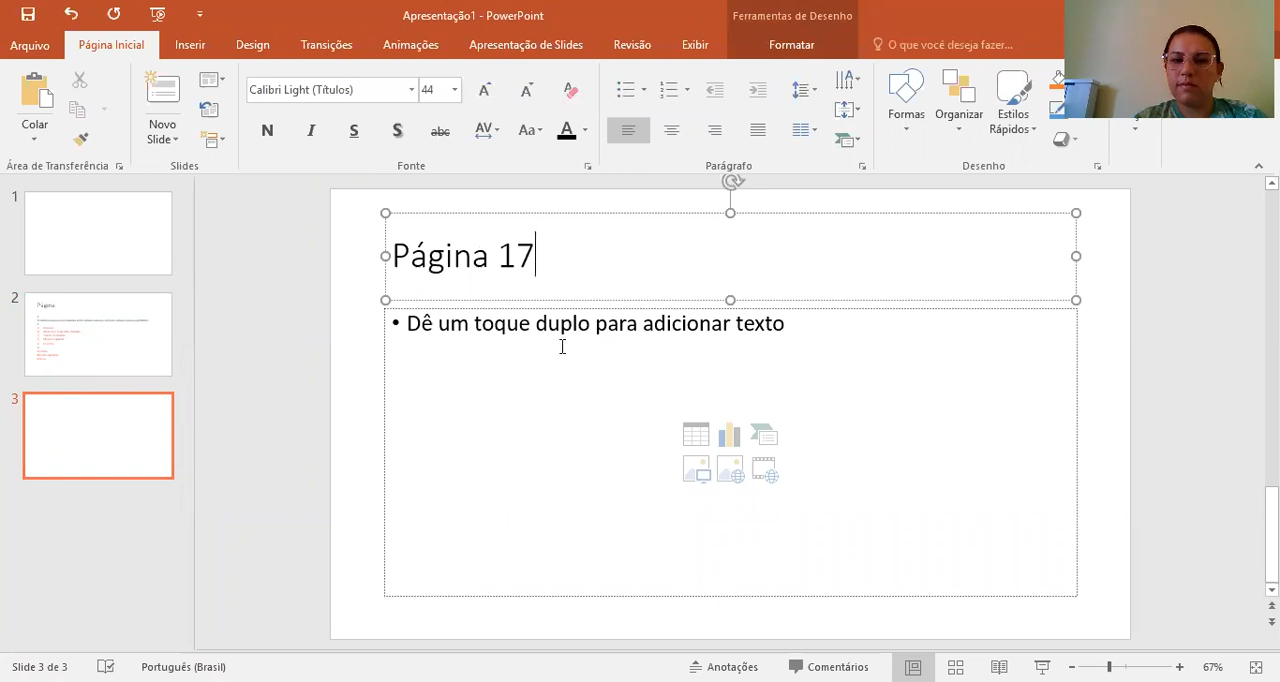 Apresentação1 - PowerPoint
Ferramentas de Desenho
Arquivo
Página Inicial
Inserir
Design
Transições
Animações
Apresentação de Slides
Revisão
Exibir
Formatar
O que você deseja fazer...
Colar
Novo
Slide
Calibri Light (Títulos)
44
N
I
S
S
abc
AV
Aa
A
Formas
Organizar
Estilos
Rápidos
Área de Transferência
Slides
Fonte
Parágrafo
Desenho
1
2
Página
3
Página 17
• Dê um toque duplo para adicionar texto
Slide 3 de 3
Português (Brasil)
Anotações
Comentários
67%